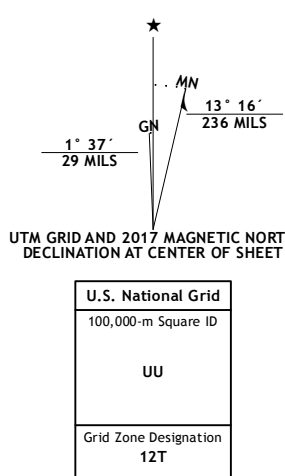 ★
MN
GN
13° 16´
236 MILS
1° 37´
29 MILS
UTM GRID AND 2017 MAGNETIC NORT
DECLINATION AT CENTER OF SHEET
U.S. National Grid
100,000-m Square ID
UU
Grid Zone Designation
12T